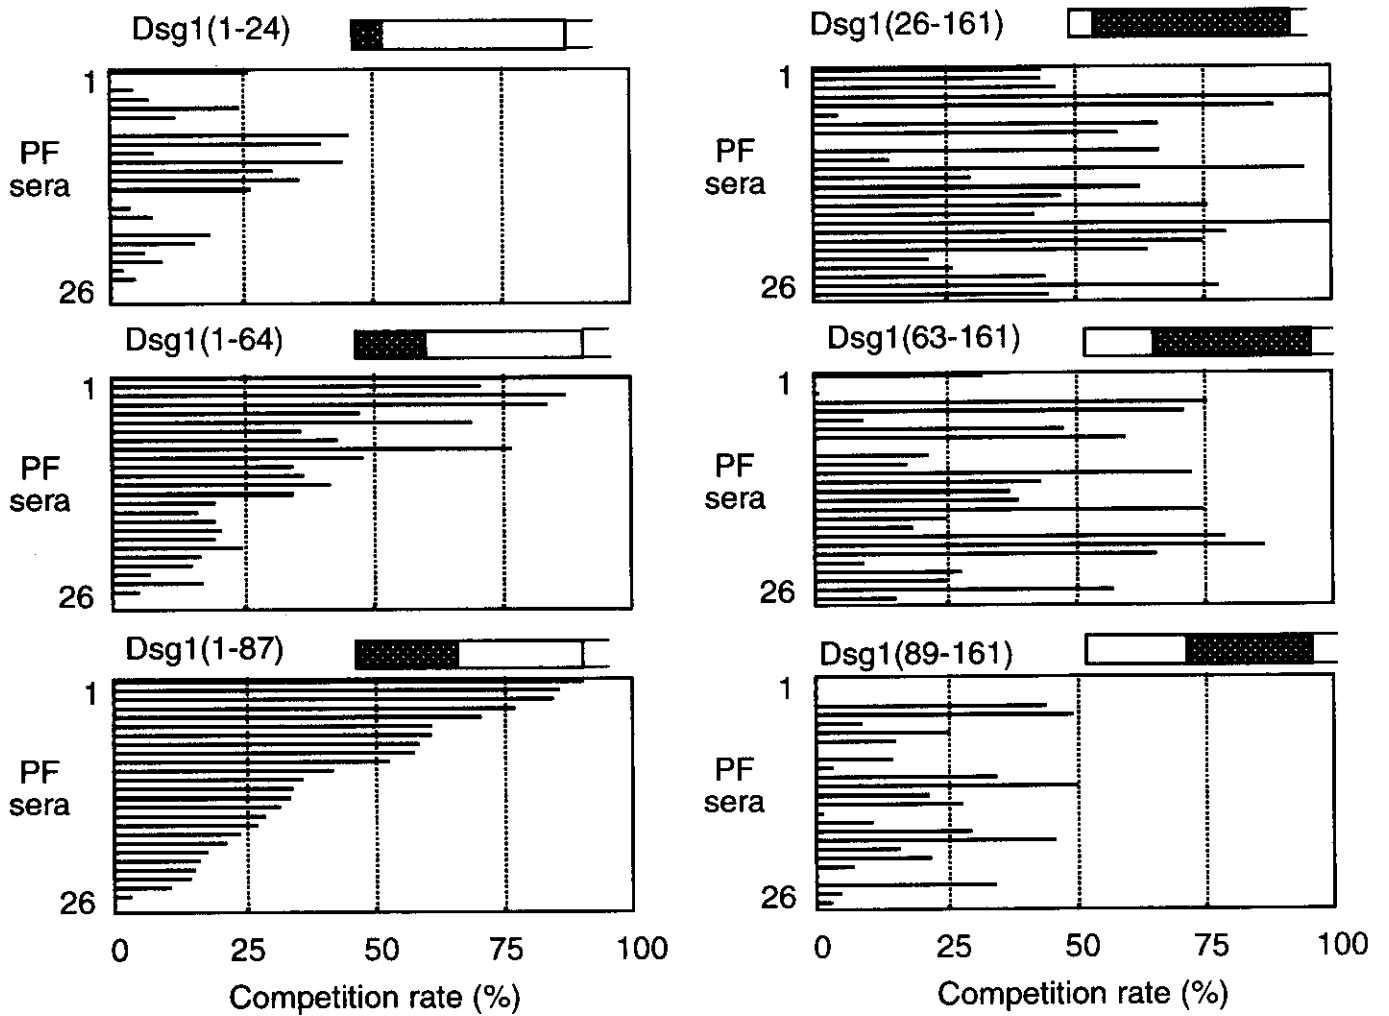 Dsg1(1-24)
1
PF
sera
26
Dsg1(26-161)
1
PF
sera
26
Dsg1(1-64)
1
PF
sera
26
Dsg1(63-161)
1
PF
sera
26
Dsg1(1-87)
1
PF
sera
26
0 25 50 75 100
Competition rate (%)
Dsg1(89-161)
1
PF
sera
26
0 25 50 75 100
Competition rate (%)